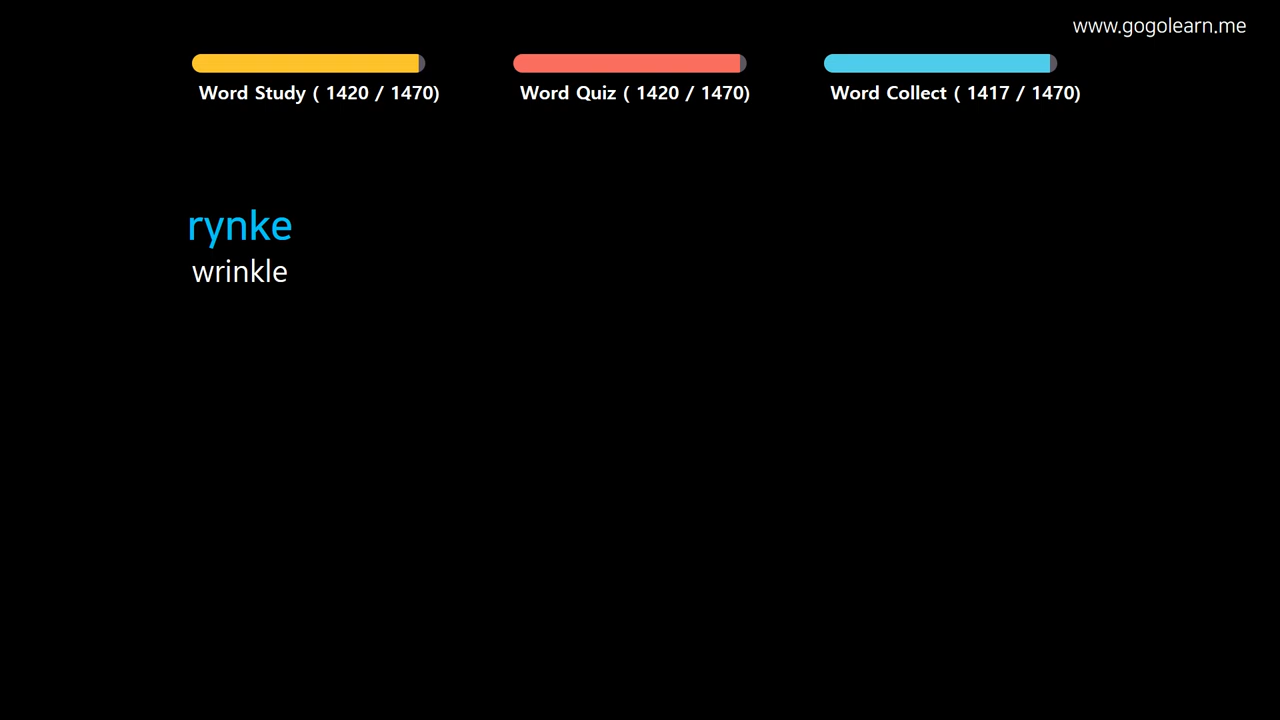 www.gogolearn.me
Word Study ( 1420 / 1470)
Word Quiz ( 1420 / 1470)
Word Collect ( 1417 / 1470)
rynke
wrinkle